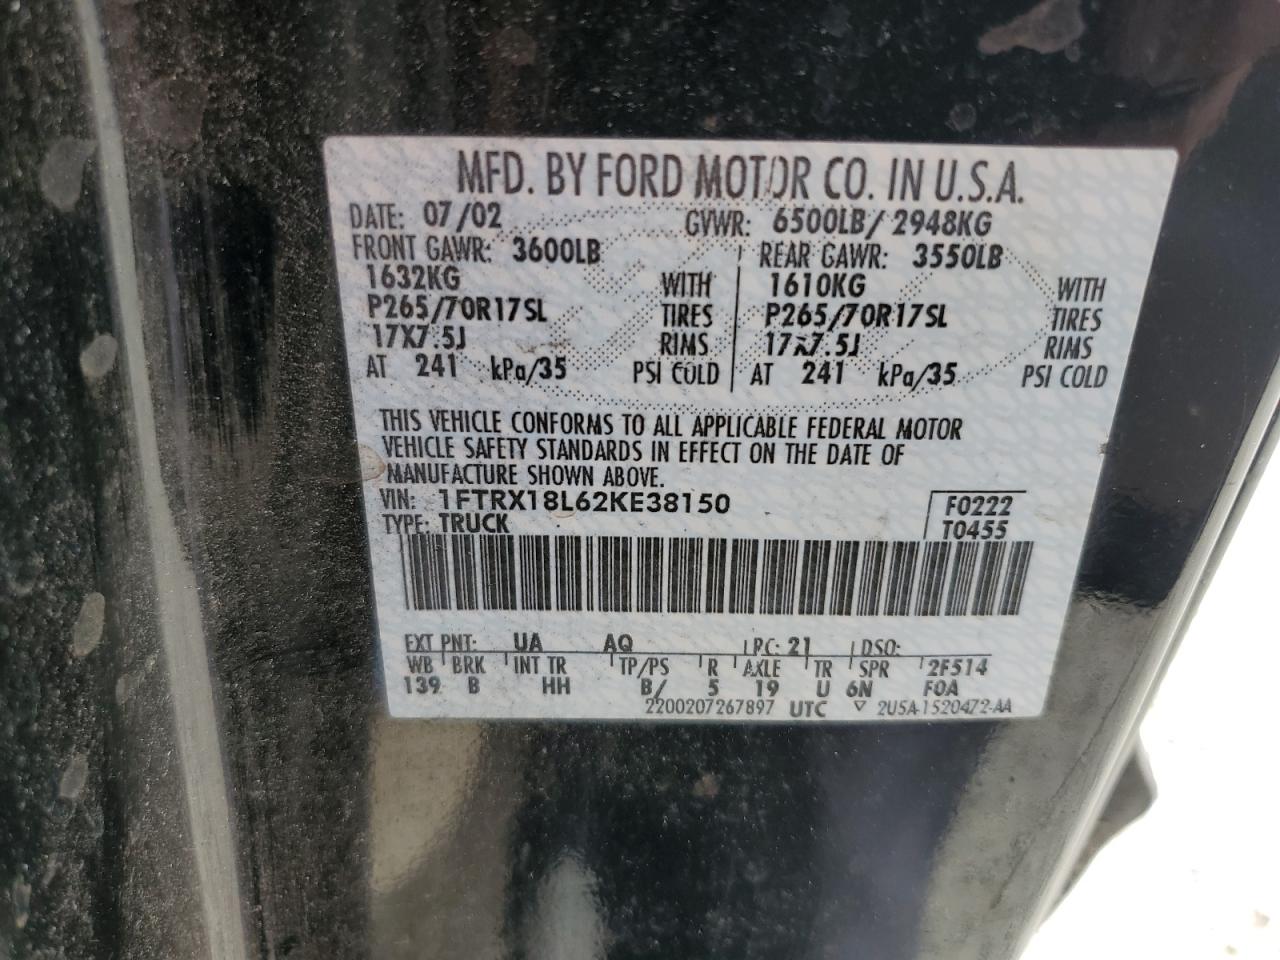 MFD. BY FORD MOTOR CO. IN U.S.A.
DATE: 07/02 GVWR: 6500LB/ 2948KG
FRONT GAWR: 3600LB REAR GAWR: 3550LB
1632KG WITH 1610KG WITH
P265/70R17SL TIRES P265/70R17SL TIRES
17X7.5J RIMS 17x7.5J RIMS
AT 241 kPa/35 PSI COLD AT 241 kPa/35 PSI COLD
THIS VEHICLE CONFORMS TO ALL APPLICABLE FEDERAL MOTOR
VEHICLE SAFETY STANDARDS IN EFFECT ON THE DATE OF
MANUFACTURE SHOWN ABOVE.
VIN: 1FTRX18L62KE38150 F0222
TYPE: TRUCK T0455
EXT PNT: UA AQ PC: 21 DSO:
WB BRK INT TR TP/PS R AXLE TR SPR 2F514
139 B HH B/ 5 19 U 6N FOA
2200207267897 UTC ▽ 2U5A-1520472-AA